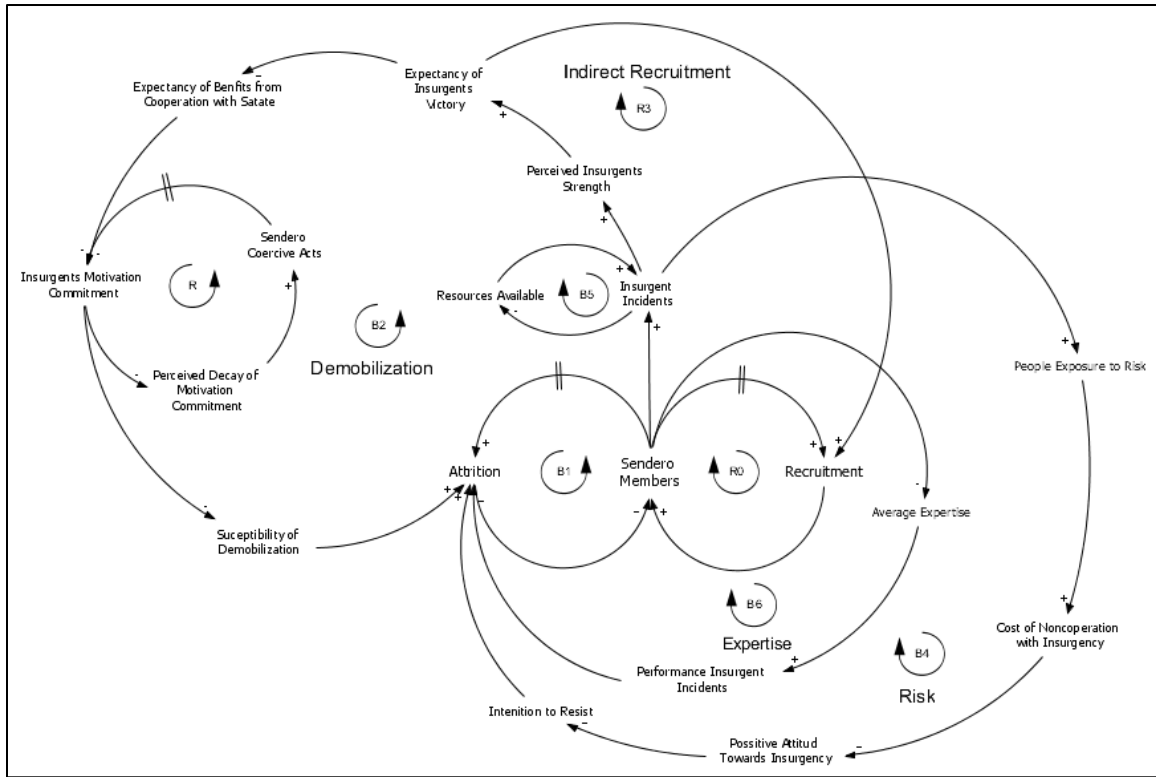 Indirect Recruitment
R3
Expectancy of Benfits from
Cooperation with Satate
-
Expectancy of
Insurgents
Victory
+
Perceived Insurgents
Strength
+
Sendero
Coercive Acts
+
- -
Insurgents Motivation
Commitment
R
Resources Available
-
B5
+
Insurgent
Incidents
+
B2
Demobilization
-
Perceived Decay of
Motivation
Commitment
+
People Exposure to Risk
+
Attrition
B1
Sendero
Members
R0
+ +
Recruitment
-
Average Expertise
+ + -
- +
-
Suceptibility of
Demobilization
B6
Expertise
+
Cost of Noncoperation
with Insurgency
B4
Risk
+
Performance Insurgent
Incidents
Intenition to Resist
-
Possitive Attitud
Towards Insurgency
-